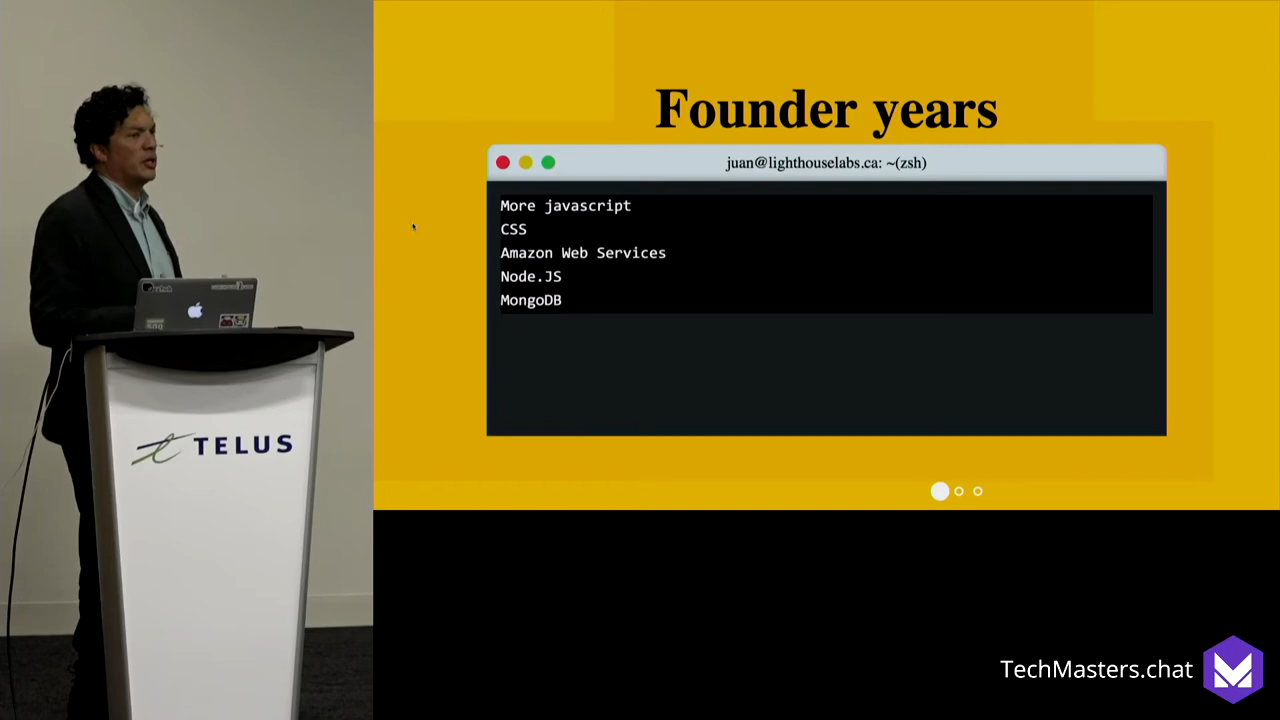 Founder years
juan@lighthouselabs.ca: ~(zsh)
More javascript
CSS
Amazon Web Services
Node.JS
MongoDB
TELUS
TechMasters.chat